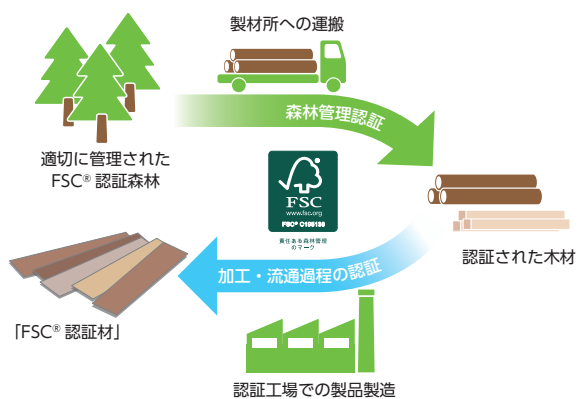 製材所への運搬
森林管理認証
適切に管理された
FSC® 認証森林
FSC
www.fsc.org
FSC® C105138
責任ある森林管理
のマーク
認証された木材
加工・流通過程の認証
「FSC® 認証材」
認証工場での製品製造